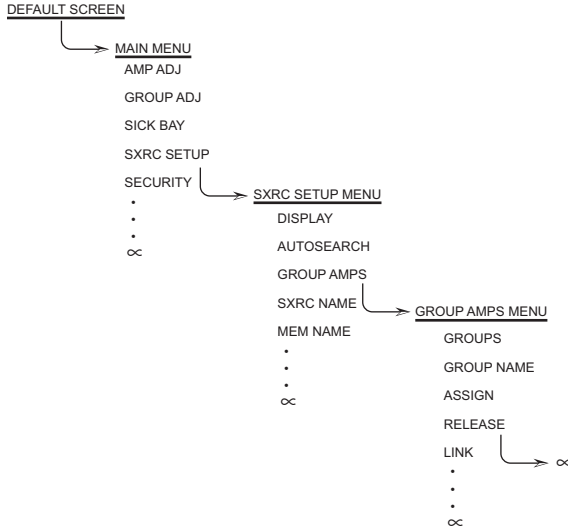 DEFAULT SCREEN
MAIN MENU
AMP ADJ
GROUP ADJ
SICK BAY
SXRC SETUP
SECURITY
•
•
•
∝
SXRC SETUP MENU
DISPLAY
AUTOSEARCH
GROUP AMPS
SXRC NAME
MEM NAME
•
•
•
∝
GROUP AMPS MENU
GROUPS
GROUP NAME
ASSIGN
RELEASE
LINK
∝
•
•
•
∝